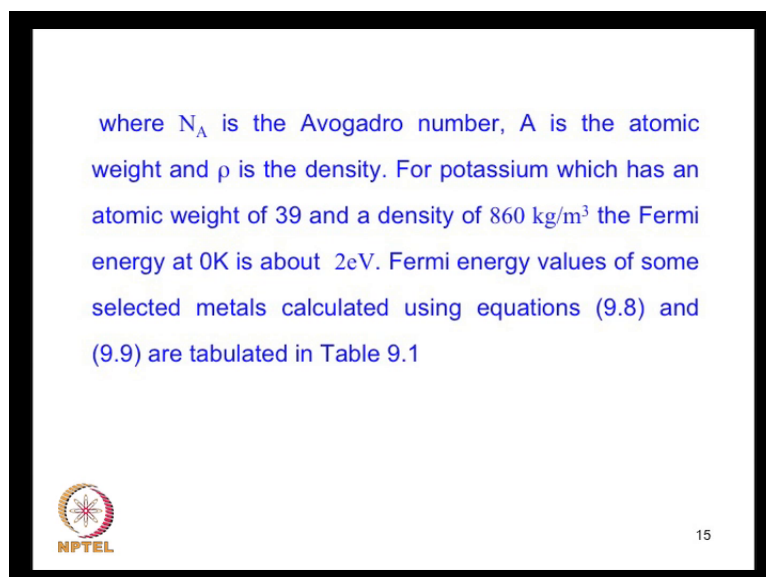 where N_A is the Avogadro number, A is the atomic
weight and ρ is the density. For potassium which has an
atomic weight of 39 and a density of 860 kg/m³ the Fermi
energy at 0K is about 2eV. Fermi energy values of some
selected metals calculated using equations (9.8) and
(9.9) are tabulated in Table 9.1
NPTEL
15